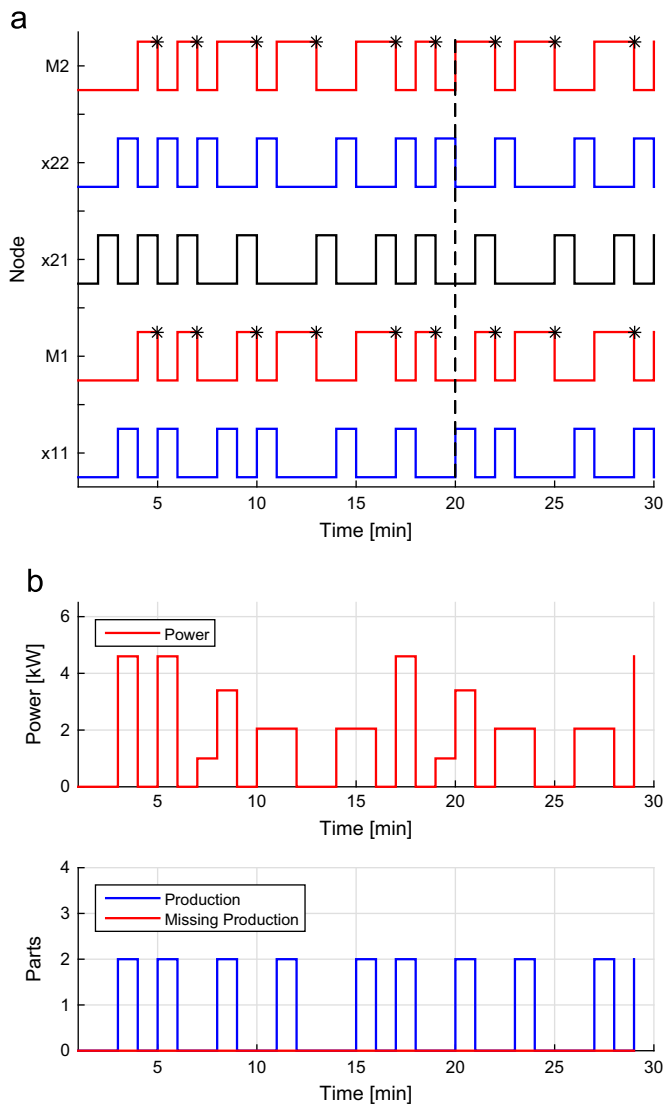 a
M2
x22
x21
M1
x11
Node
5 10 15 20 25 30
Time [min]
b
Power
6
4
2
0
Power [kW]
5 10 15 20 25 30
Time [min]
Production
Missing Production
4
3
2
1
0
Parts
5 10 15 20 25 30
Time [min]